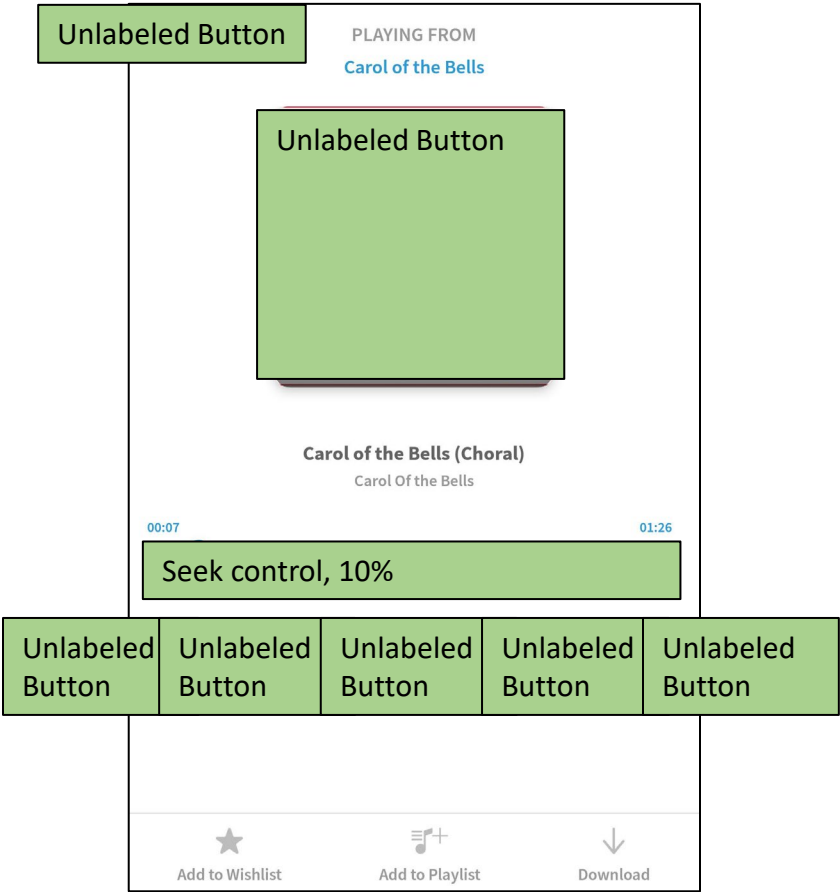 Unlabeled Button
PLAYING FROM
Carol of the Bells
Unlabeled Button
Carol of the Bells (Choral)
Carol Of the Bells
00:07
01:26
Seek control, 10%
Unlabeled
Button
Unlabeled
Button
Unlabeled
Button
Unlabeled
Button
Unlabeled
Button
Add to Wishlist
Add to Playlist
Download